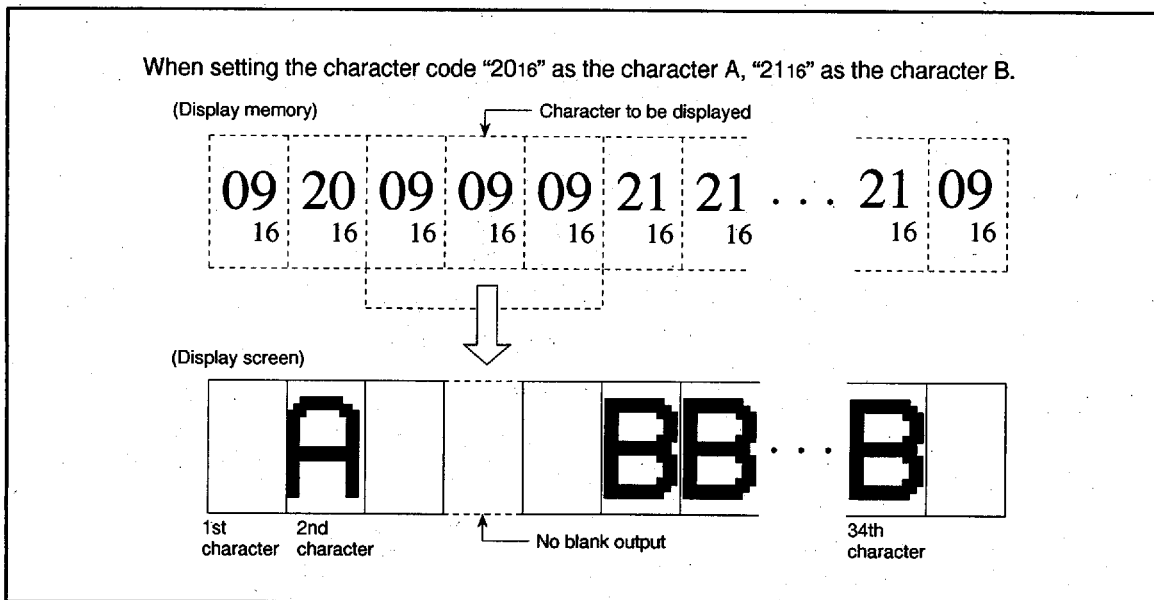 When setting the character code “2016” as the character A, “2116” as the character B.
(Display memory)
Character to be displayed
09 20 09 09 09 21 21 · · · 21 09
16 16 16 16 16 16 16 16 16
(Display screen)
A B B · · · B
1st character
2nd character
No blank output
34th character